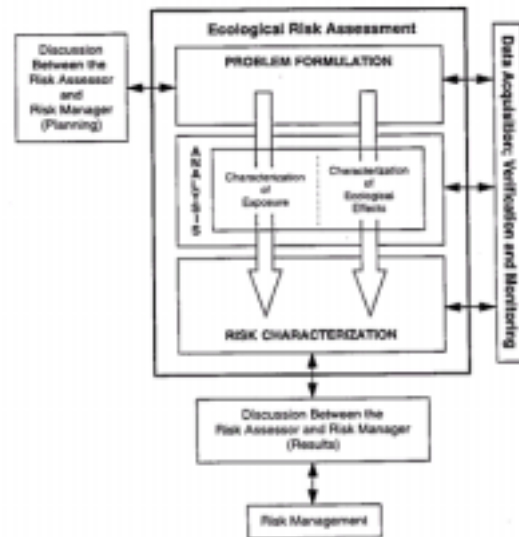 Ecological Risk Assessment
Discussion
Between the
Risk Assessor
and
Risk Manager
(Planning)
PROBLEM FORMULATION
ANALYSIS
Characterization
of
Exposure
Characterization
of
Ecological
Effects
RISK CHARACTERIZATION
Data Acquisition; Verification and Monitoring
Discussion Between the
Risk Assessor and Risk Manager
(Results)
Risk Management